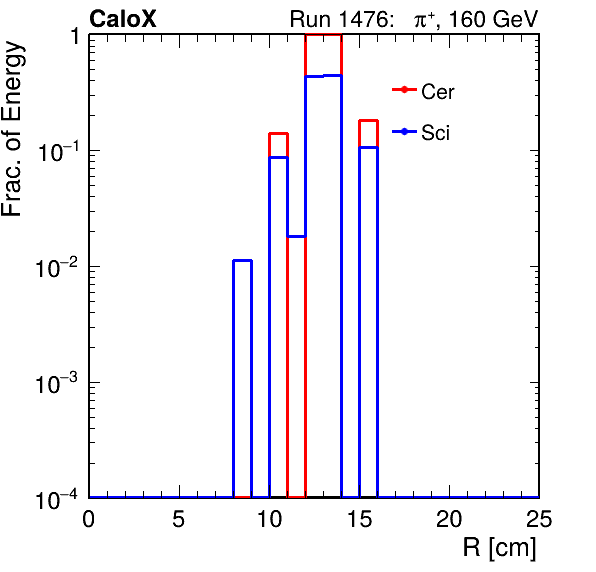 CaloX Run 1476: π⁺, 160 GeV
Frac. of Energy
1
10⁻¹
10⁻²
10⁻³
10⁻⁴
Cer
Sci
0 5 10 15 20 25
R [cm]